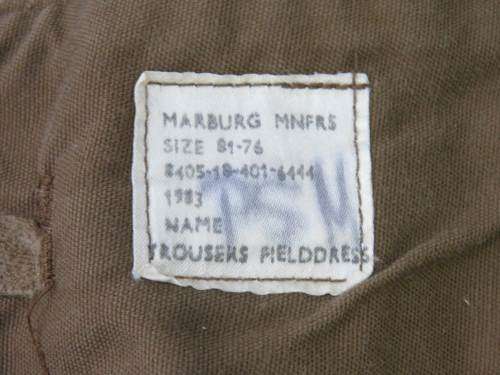 MARBURG MNFRS
SIZE 81-76
8405-18-401-6444
1983
NAME
TROUSERS FIELDDRESS